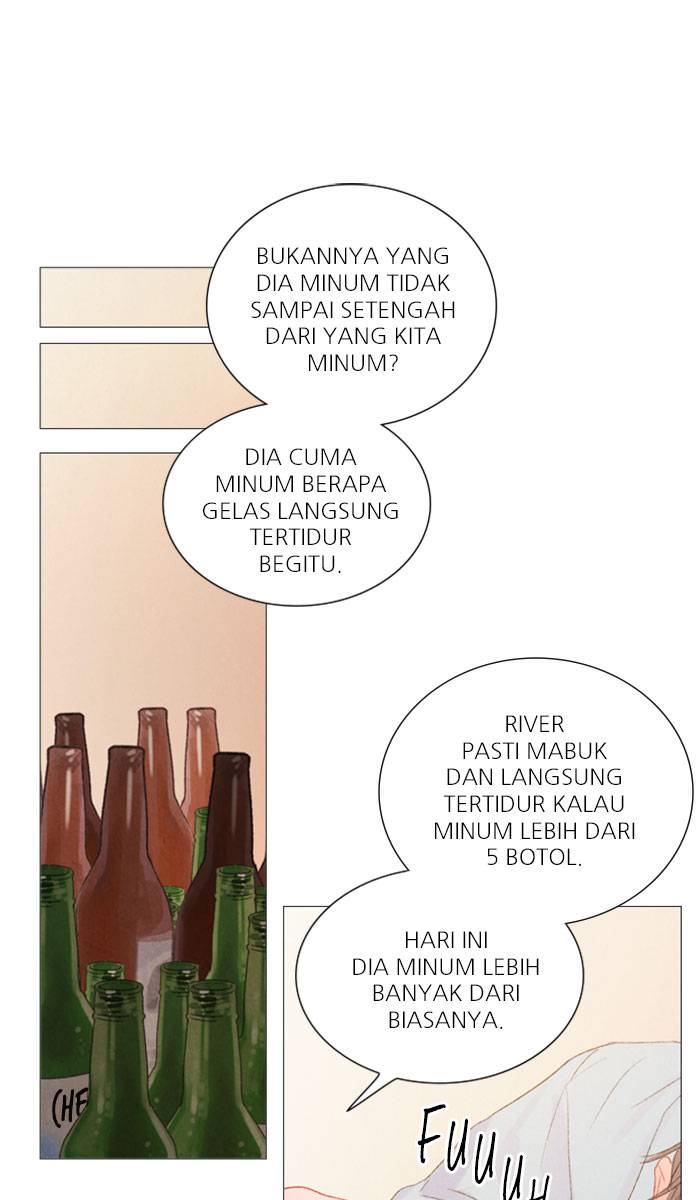 BUKANNYA YANG
DIA MINUM TIDAK
SAMPAI SETENGAH
DARI YANG KITA
MINUM?
DIA CUMA
MINUM BERAPA
GELAS LANGSUNG
TERTIDUR
BEGITU.
RIVER
PASTI MABUK
DAN LANGSUNG
TERTIDUR KALAU
MINUM LEBIH DARI
5 BOTOL.
HARI INI
DIA MINUM LEBIH
BANYAK DARI
BIASANYA.
(HE
FUUUH